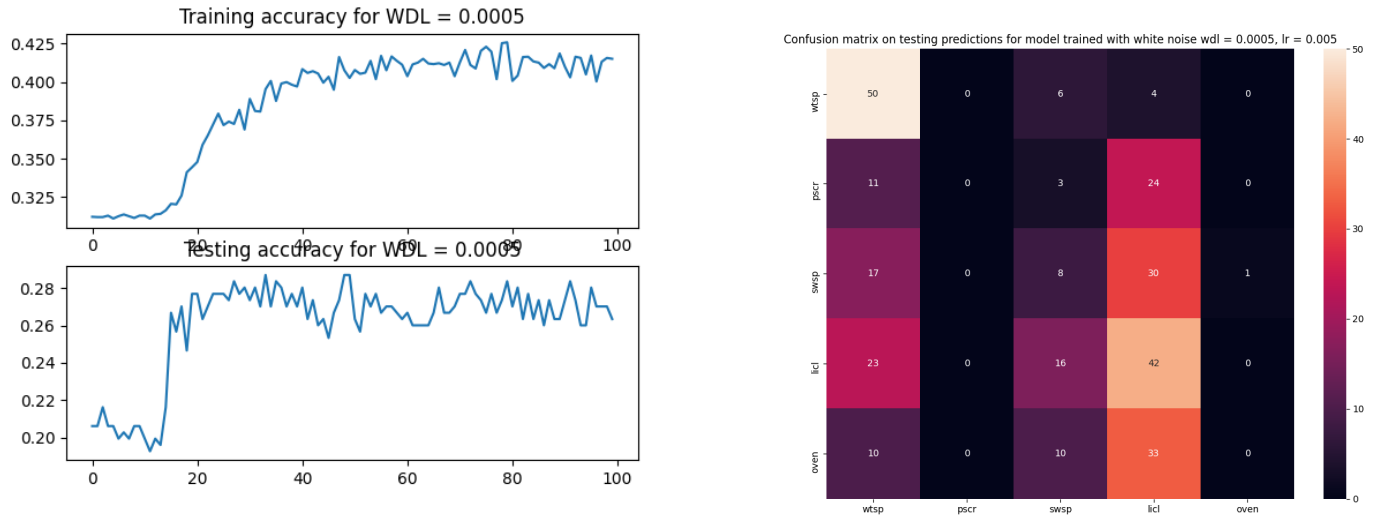 Training accuracy for WDL = 0.0005
0.425
0.400
0.375
0.350
0.325
0 20 40 60 80 100
Testing accuracy for WDL = 0.0005
0.28
0.26
0.24
0.22
0.20
0 20 40 60 80 100
Confusion matrix on testing predictions for model trained with white noise wdl = 0.0005, lr = 0.005
wtsp 50 0 6 4 0
pscr 11 0 3 24 0
swsp 17 0 8 30 1
licl 23 0 16 42 0
oven 10 0 10 33 0
wtsp pscr swsp licl oven
50
40
30
20
10
0